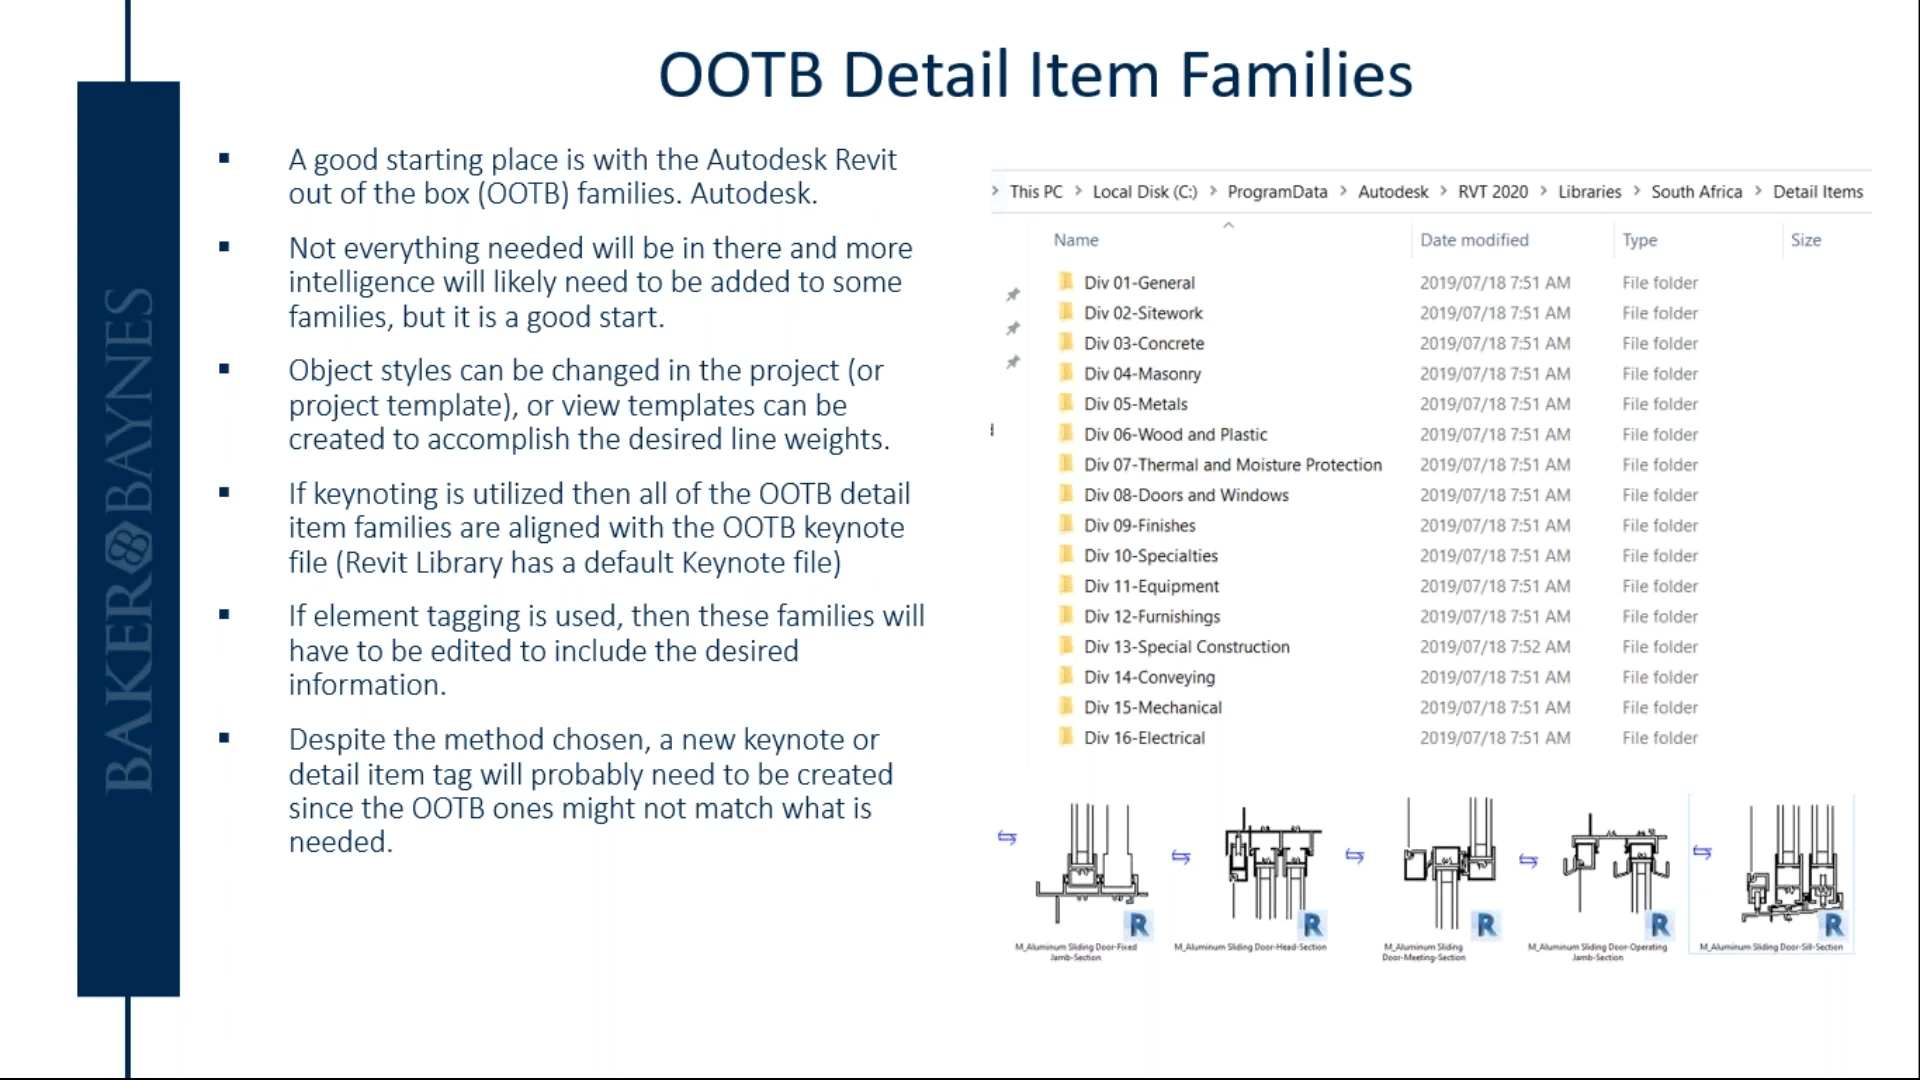 OOTB Detail Item Families
BAKER BAYNES
▪ A good starting place is with the Autodesk Revit
out of the box (OOTB) families. Autodesk.
▪ Not everything needed will be in there and more
intelligence will likely need to be added to some
families, but it is a good start.
▪ Object styles can be changed in the project (or
project template), or view templates can be
created to accomplish the desired line weights.
▪ If keynoting is utilized then all of the OOTB detail
item families are aligned with the OOTB keynote
file (Revit Library has a default Keynote file)
▪ If element tagging is used, then these families will
have to be edited to include the desired
information.
▪ Despite the method chosen, a new keynote or
detail item tag will probably need to be created
since the OOTB ones might not match what is
needed.
This PC > Local Disk (C:) > ProgramData > Autodesk > RVT 2020 > Libraries > South Africa > Detail Items
Name Date modified Type Size
Div 01-General 2019/07/18 7:51 AM File folder
Div 02-Sitework 2019/07/18 7:51 AM File folder
Div 03-Concrete 2019/07/18 7:51 AM File folder
Div 04-Masonry 2019/07/18 7:51 AM File folder
Div 05-Metals 2019/07/18 7:51 AM File folder
Div 06-Wood and Plastic 2019/07/18 7:51 AM File folder
Div 07-Thermal and Moisture Protection 2019/07/18 7:51 AM File folder
Div 08-Doors and Windows 2019/07/18 7:51 AM File folder
Div 09-Finishes 2019/07/18 7:51 AM File folder
Div 10-Specialties 2019/07/18 7:51 AM File folder
Div 11-Equipment 2019/07/18 7:51 AM File folder
Div 12-Furnishings 2019/07/18 7:51 AM File folder
Div 13-Special Construction 2019/07/18 7:52 AM File folder
Div 14-Conveying 2019/07/18 7:51 AM File folder
Div 15-Mechanical 2019/07/18 7:51 AM File folder
Div 16-Electrical 2019/07/18 7:51 AM File folder
R R R R R
M_Aluminum Sliding Door-Fixed
Jamb-Section
M_Aluminum Sliding Door-Head-Section
M_Aluminum Sliding
Door-Meeting-Section
M_Aluminum Sliding Door-Operating
Jamb-Section
M_Aluminum Sliding Door-Sill-Section